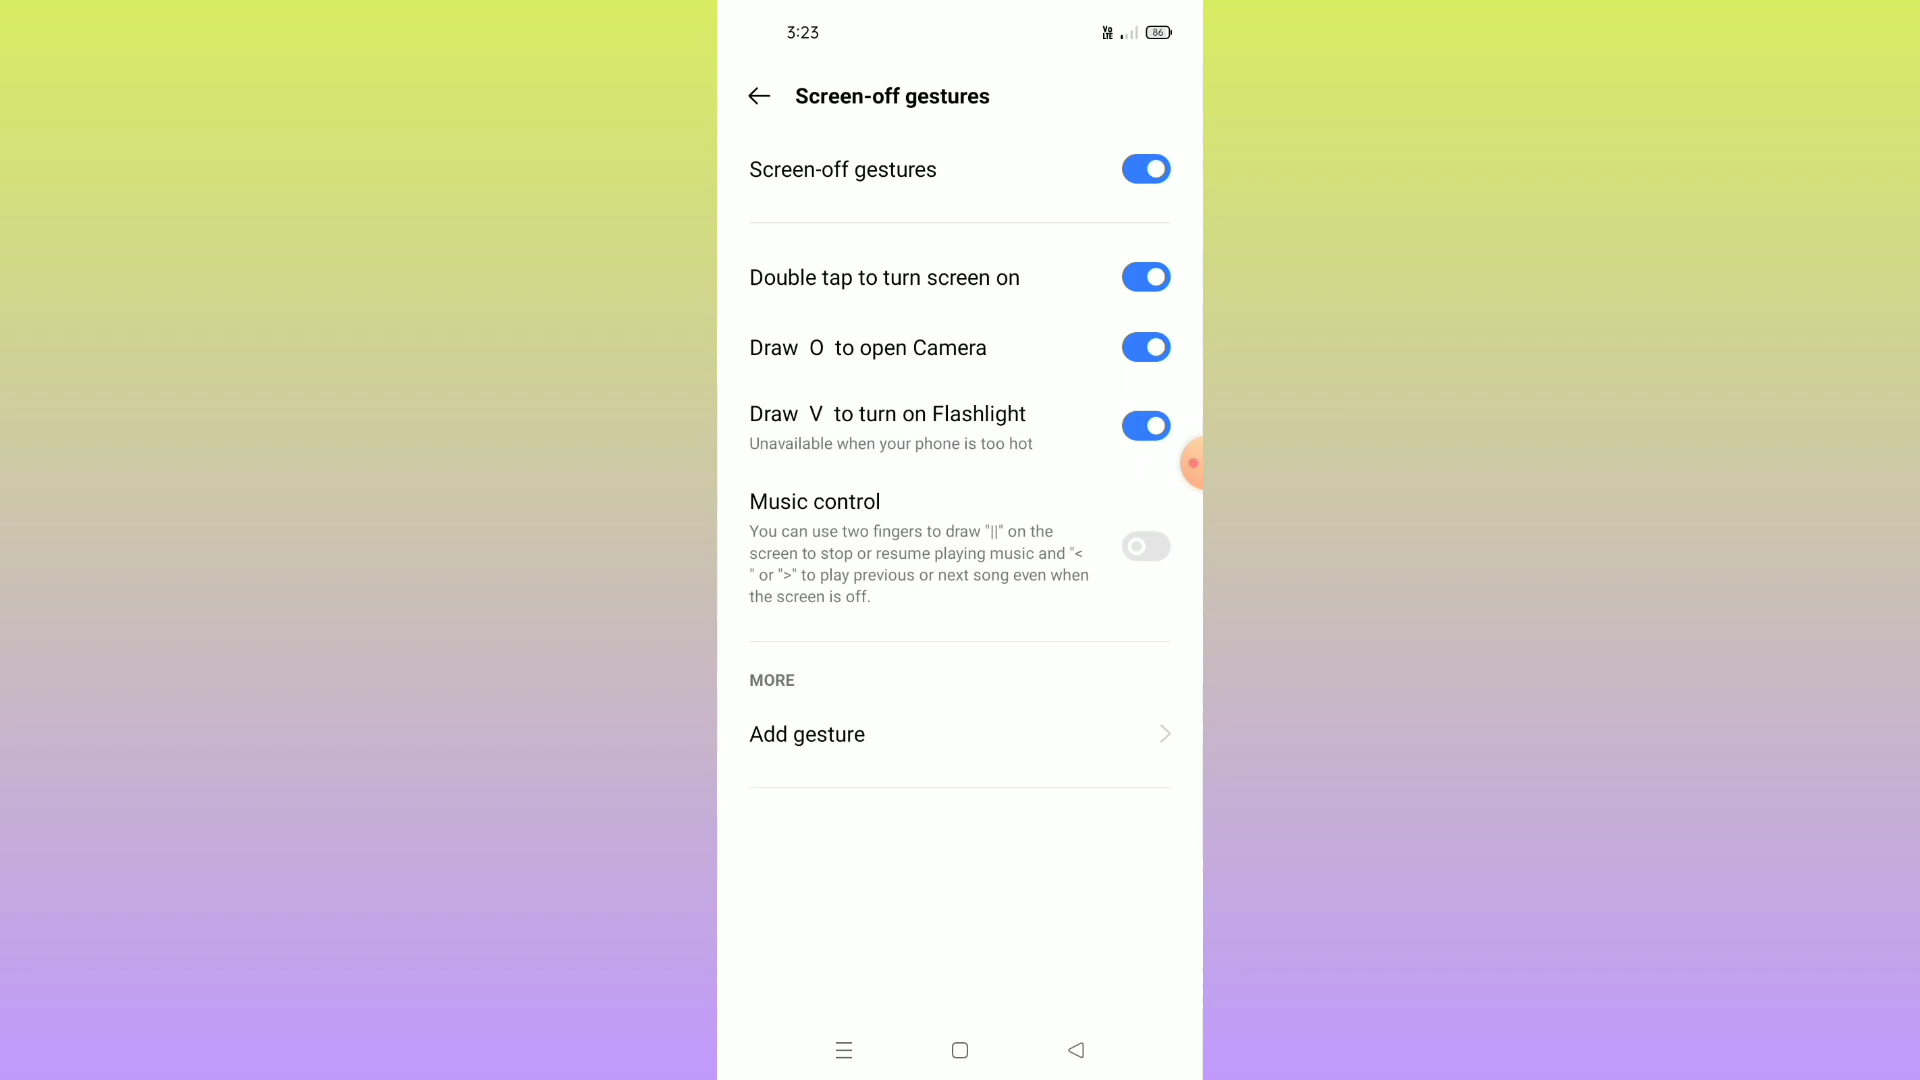 3:23
Vo
LTE
86
Screen-off gestures
Screen-off gestures
Double tap to turn screen on
Draw O to open Camera
Draw V to turn on Flashlight
Unavailable when your phone is too hot
Music control
You can use two fingers to draw "||" on the
screen to stop or resume playing music and "<
" or ">" to play previous or next song even when
the screen is off.
MORE
Add gesture